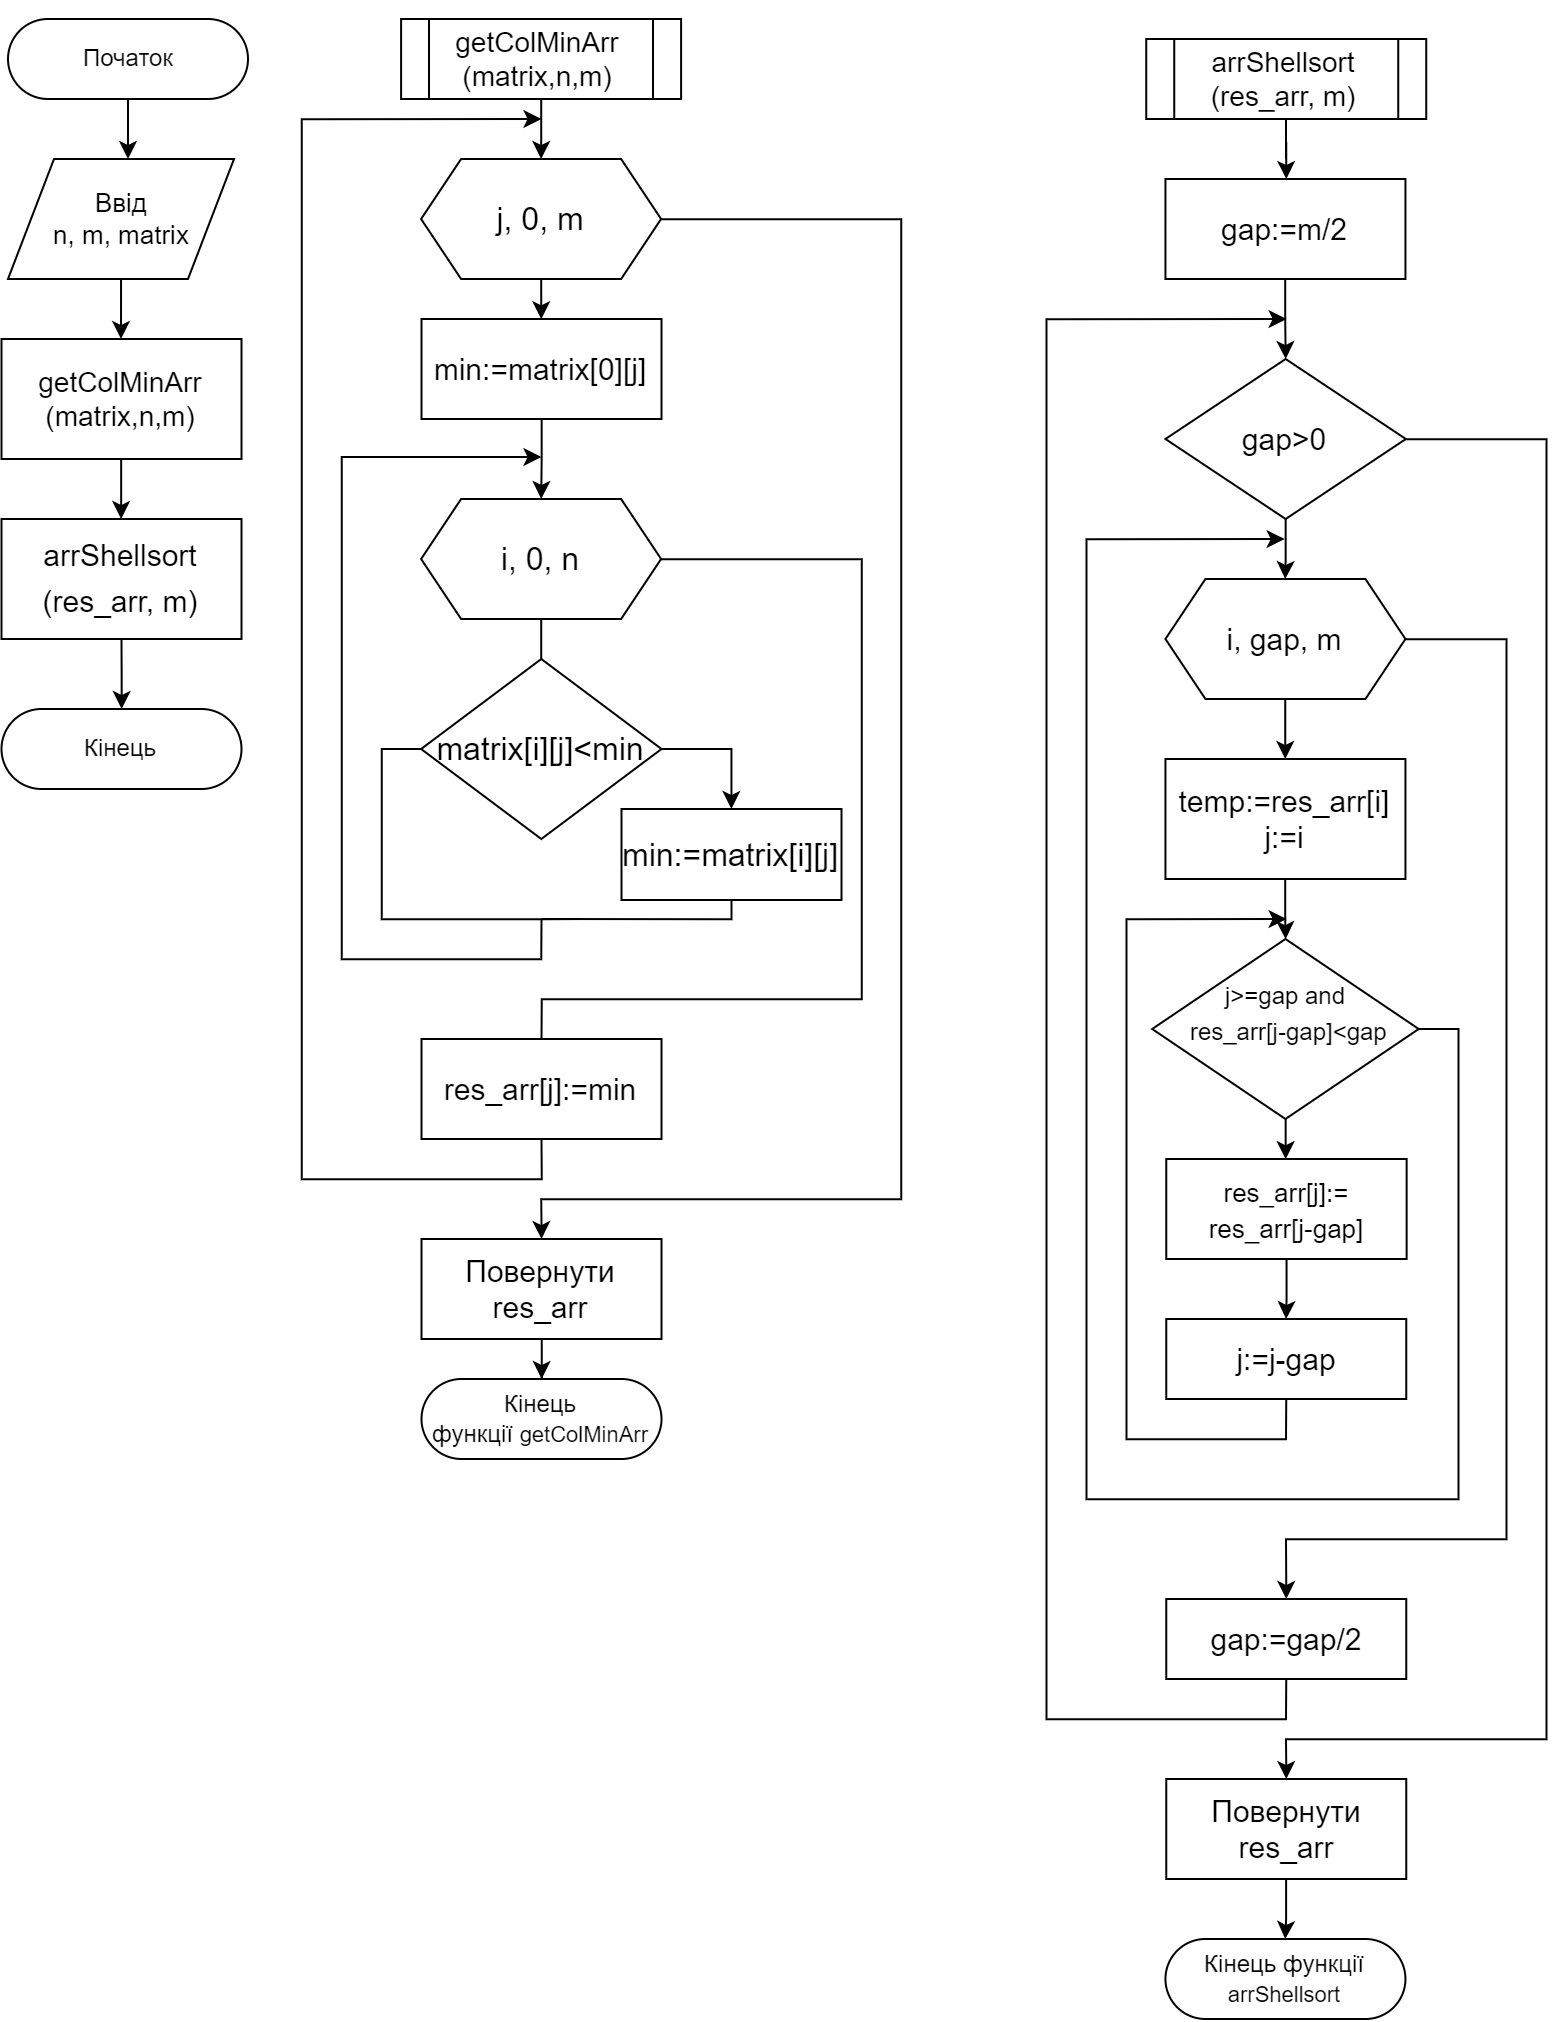 Початок
Ввід
n, m, matrix
getColMinArr
(matrix,n,m)
arrShellsort
(res_arr, m)
Кінець
getColMinArr
(matrix,n,m)
j, 0, m
min:=matrix[0][j]
i, 0, n
matrix[i][j]<min
min:=matrix[i][j]
res_arr[j]:=min
Повернути
res_arr
Кінець
функції getColMinArr
arrShellsort
(res_arr, m)
gap:=m/2
gap>0
i, gap, m
temp:=res_arr[i]
j:=i
j>=gap and
res_arr[j-gap]<gap
res_arr[j]:=
res_arr[j-gap]
j:=j-gap
gap:=gap/2
Повернути
res_arr
Кінець функції
arrShellsort